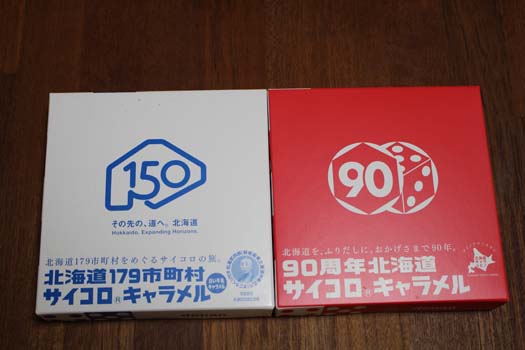 150
その先の、道へ。北海道
Hokkaido. Expanding Horizons.
北海道179市町村をめぐるサイコロの旅。
北海道179市町村
サイコロ®キャラメル
90
北海道を、ふりだしに。おかげさまで90年。
90周年北海道
サイコロ®キャラメル